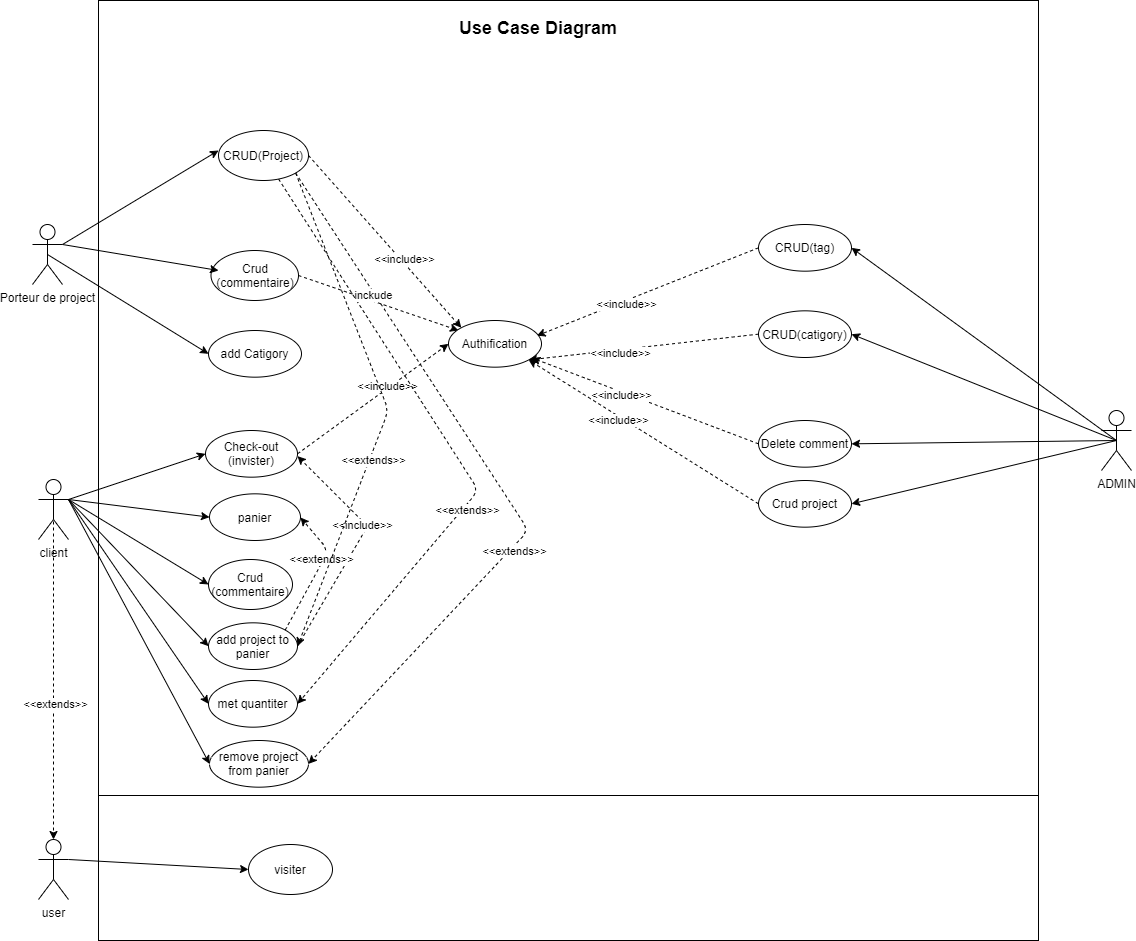 Use Case Diagram
CRUD(Project)
Porteur de project
Crud
(commentaire)
add Catigory
<<include>>
inckude
Authification
<<include>>
CRUD(tag)
<<include>>
CRUD(catigory)
<<include>>
<<include>>
Delete comment
<<include>>
Crud project
ADMIN
Check-out
(invister)
<<extends>>
panier
client
<<include>>
<<extends>>
<<extends>>
<<extends>>
Crud
(commentaire)
add project to
panier
met quantiter
<<extends>>
remove project
from panier
visiter
user